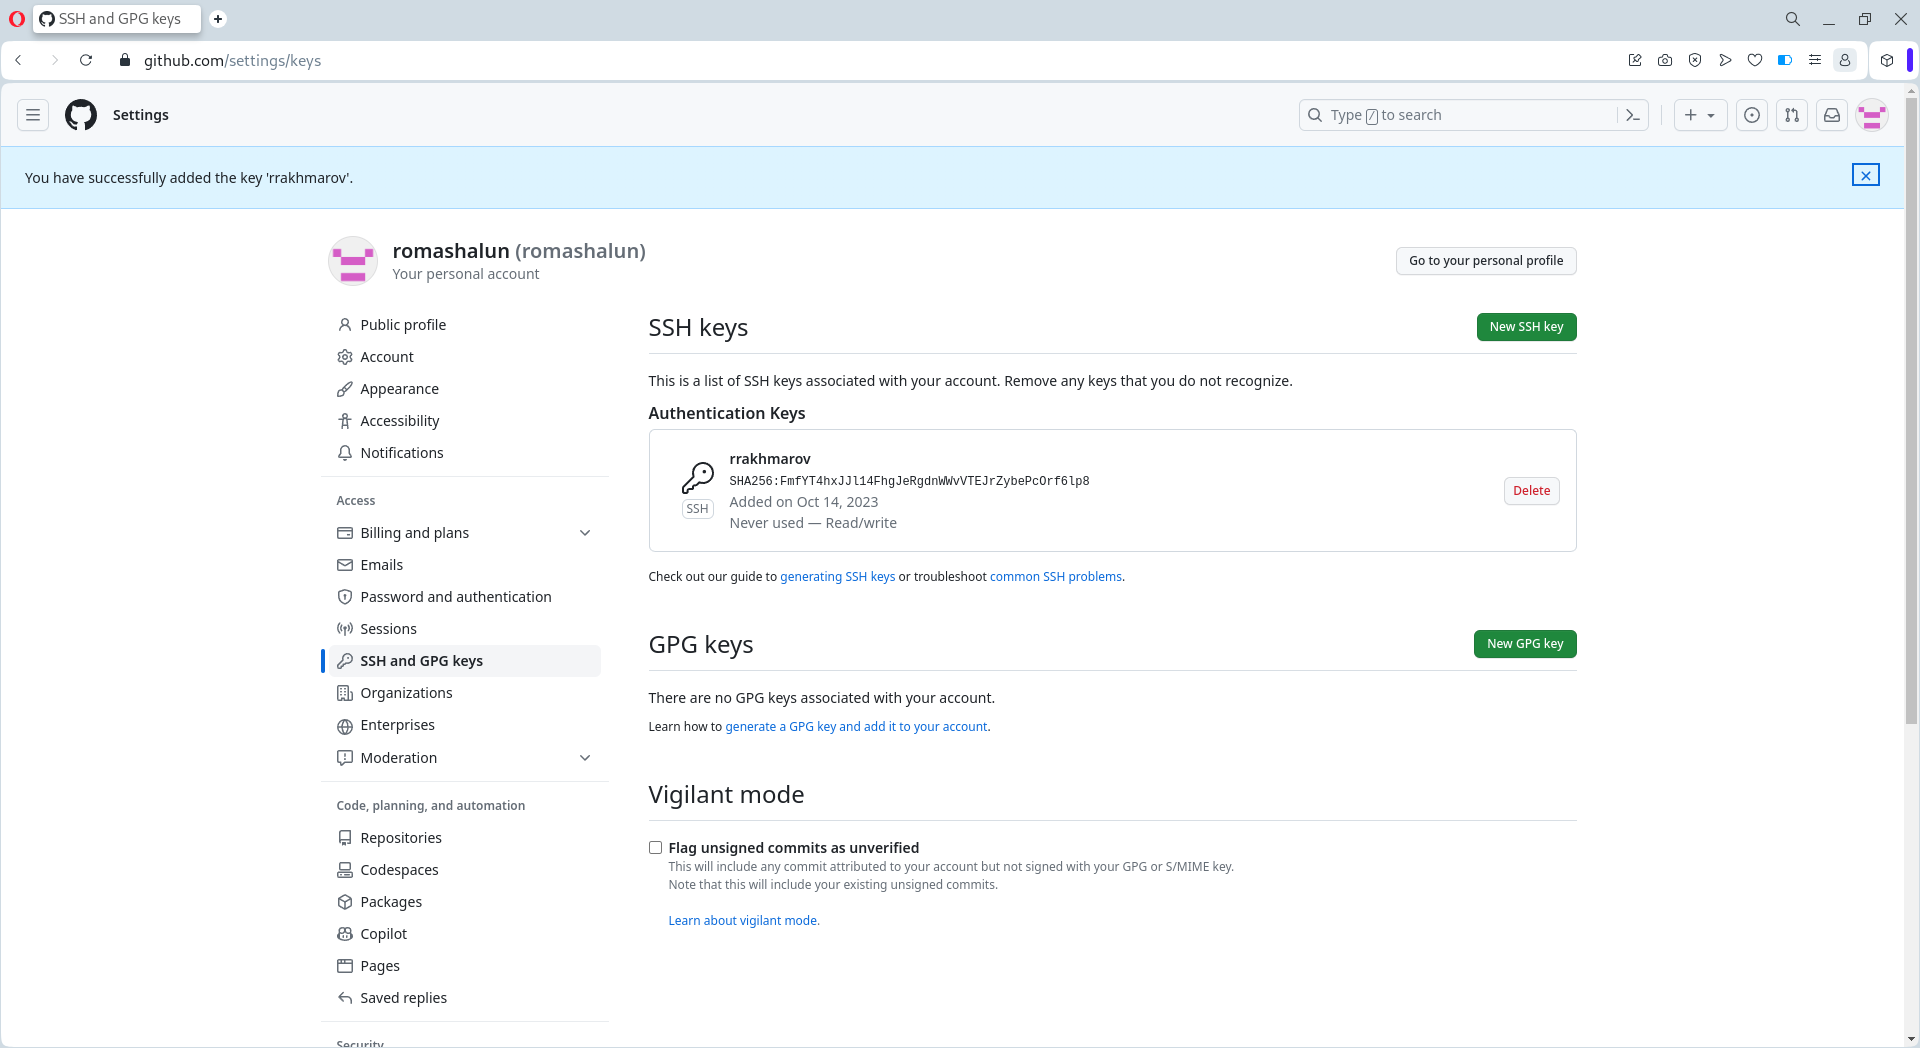 SSH and GPG keys
github.com/settings/keys
Settings
Type / to search
You have successfully added the key 'rrakhmarov'.
romashalun (romashalun)
Your personal account
Go to your personal profile
Public profile
Account
Appearance
Accessibility
Notifications
Access
Billing and plans
Emails
Password and authentication
Sessions
SSH and GPG keys
Organizations
Enterprises
Moderation
Code, planning, and automation
Repositories
Codespaces
Packages
Copilot
Pages
Saved replies
Security
SSH keys
New SSH key
This is a list of SSH keys associated with your account. Remove any keys that you do not recognize.
Authentication Keys
rrakhmarov
SHA256:FmfYT4hxJJl14FhgJeRgdnWWvVTEJrZybePcOrf6lp8
SSH
Added on Oct 14, 2023
Never used — Read/write
Delete
Check out our guide to generating SSH keys or troubleshoot common SSH problems.
GPG keys
New GPG key
There are no GPG keys associated with your account.
Learn how to generate a GPG key and add it to your account.
Vigilant mode
Flag unsigned commits as unverified
This will include any commit attributed to your account but not signed with your GPG or S/MIME key.
Note that this will include your existing unsigned commits.
Learn about vigilant mode.